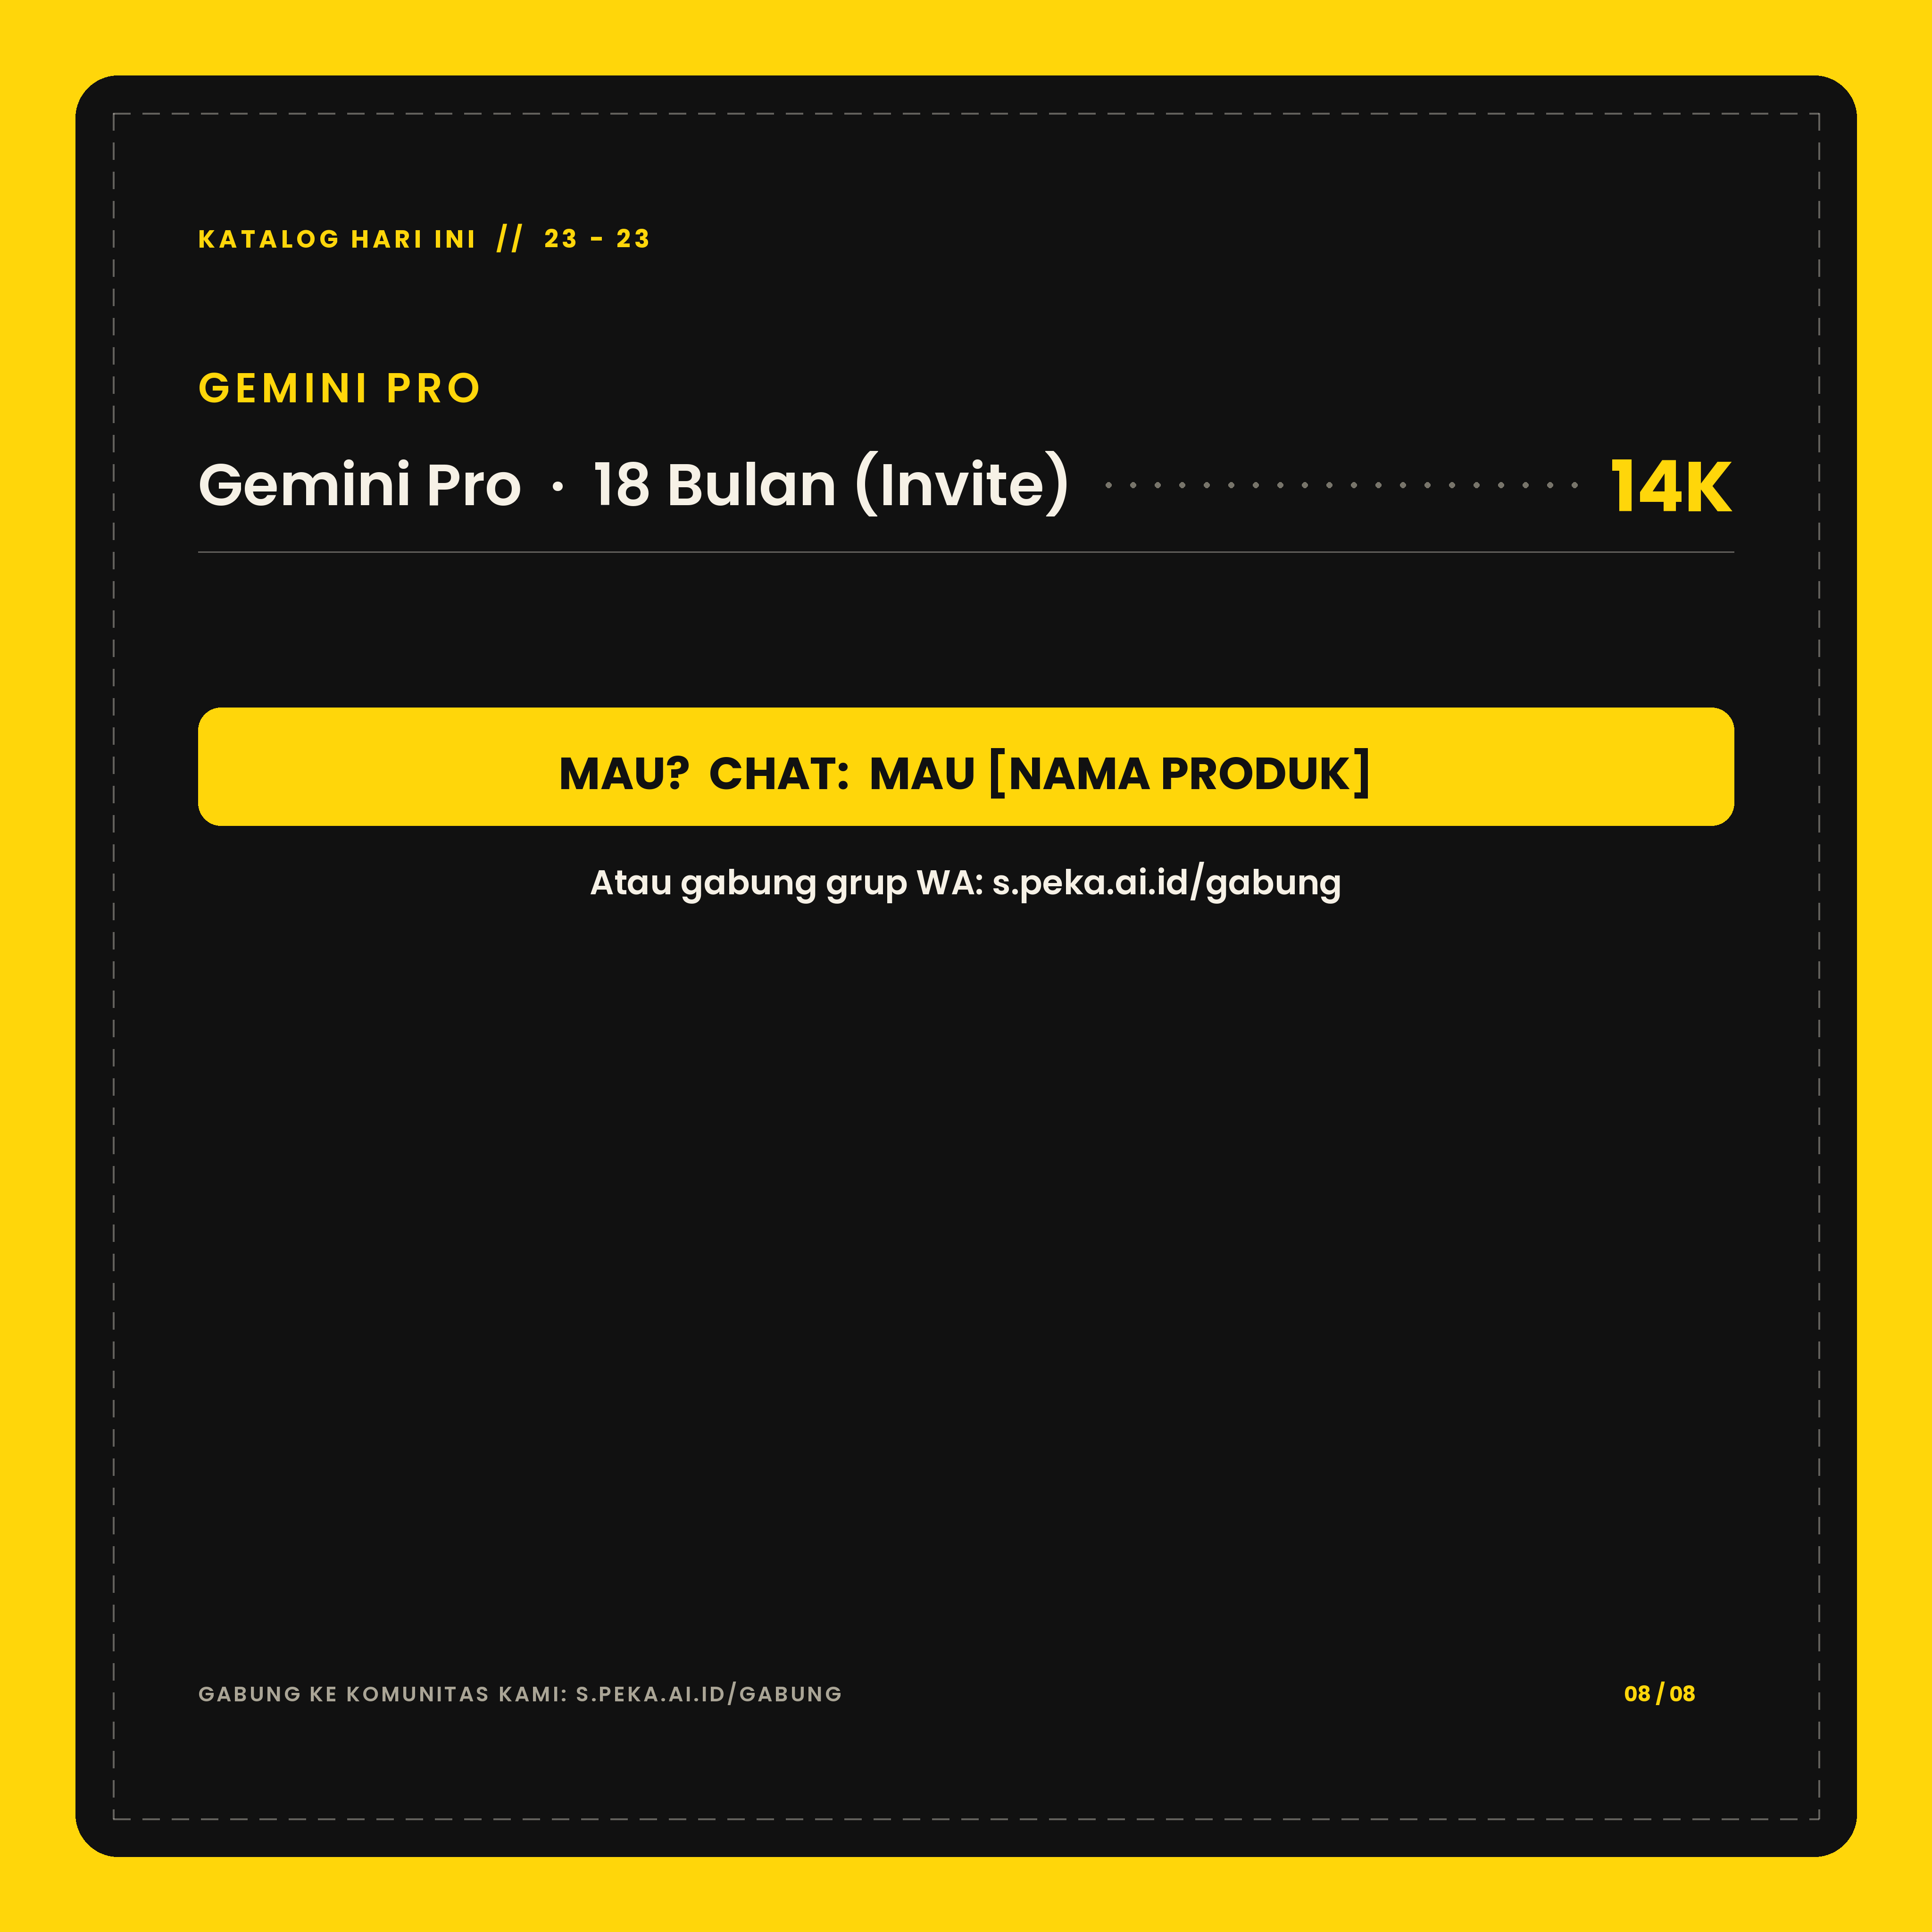 KATALOG HARI INI // 23 - 23
GEMINI PRO
Gemini Pro · 18 Bulan (Invite) .................... 14K
MAU? CHAT: MAU [NAMA PRODUK]
Atau gabung grup WA: s.peka.ai.id/gabung
GABUNG KE KOMUNITAS KAMI: S.PEKA.AI.ID/GABUNG
08 / 08